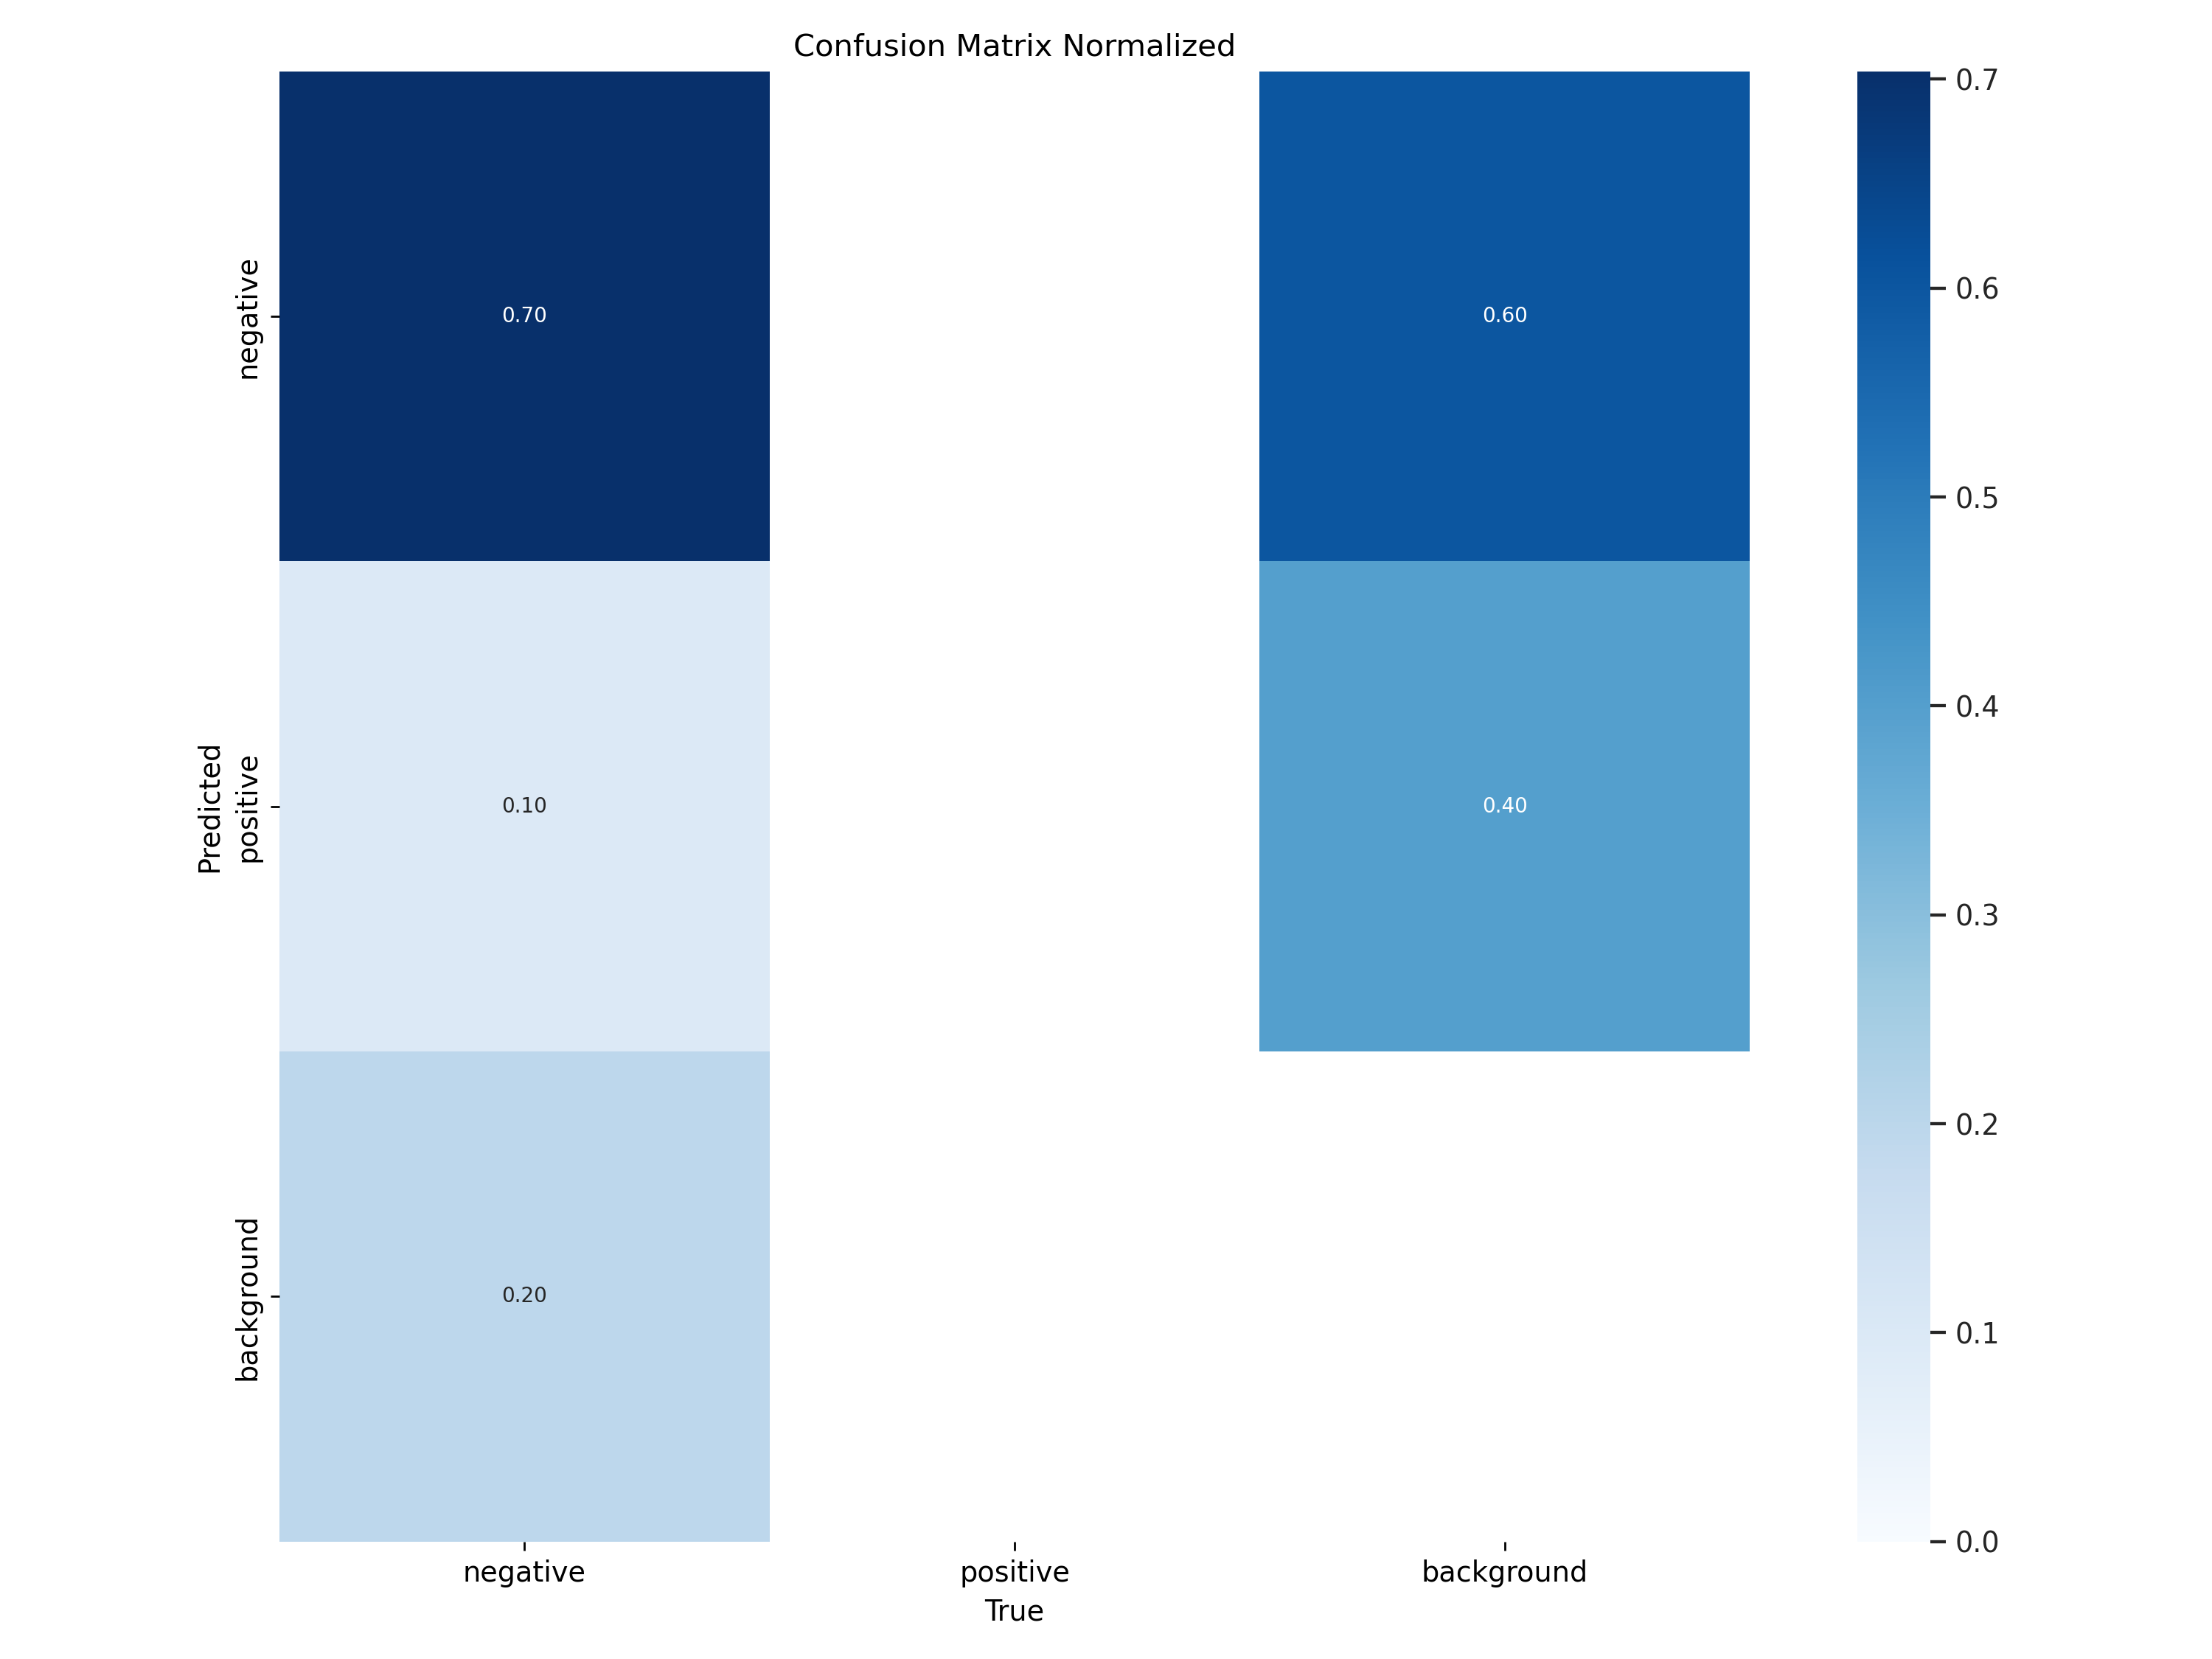 Confusion Matrix Normalized
negative
0.70
0.60
Predicted
positive
0.10
0.40
background
0.20
negative
positive
background
True
0.7
0.6
0.5
0.4
0.3
0.2
0.1
0.0